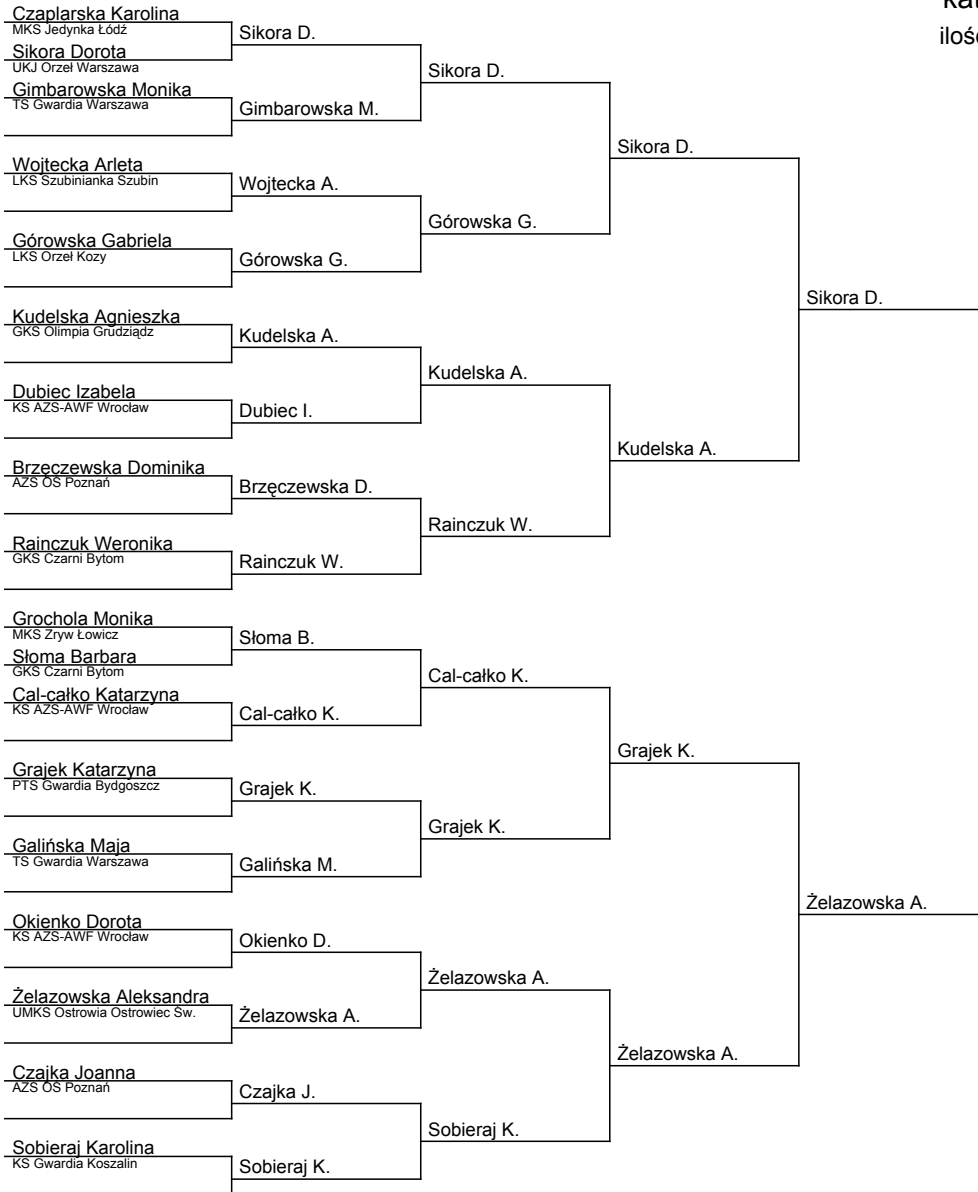 Czaplarska Karolina
MKS Jedynka Łódź
Sikora Dorota
UKJ Orzeł Warszawa
Gimbarowska Monika
TS Gwardia Warszawa
Wojtecka Arleta
LKS Szubinianka Szubin
Górowska Gabriela
LKS Orzeł Kozy
Kudelska Agnieszka
GKS Olimpia Grudziądz
Dubiec Izabela
KS AZS-AWF Wrocław
Brzęczewska Dominika
AZS OŚ Poznań
Rainczuk Weronika
GKS Czarni Bytom
Grochola Monika
MKS Zryw Łowicz
Słoma Barbara
GKS Czarni Bytom
Cal-całko Katarzyna
KS AZS-AWF Wrocław
Grajek Katarzyna
PTS Gwardia Bydgoszcz
Galińska Maja
TS Gwardia Warszawa
Okienko Dorota
KS AZS-AWF Wrocław
Żelazowska Aleksandra
UMKS Ostrowia Ostrowiec Św.
Czajka Joanna
AZS OŚ Poznań
Sobieraj Karolina
KS Gwardia Koszalin
Sikora D.
Gimbarowska M.
Wojtecka A.
Górowska G.
Kudelska A.
Dubiec I.
Brzęczewska D.
Rainczuk W.
Słoma B.
Cal-całko K.
Grajek K.
Galińska M.
Okienko D.
Żelazowska A.
Czajka J.
Sobieraj K.
Sikora D.
Górowska G.
Kudelska A.
Rainczuk W.
Cal-całko K.
Grajek K.
Żelazowska A.
Sobieraj K.
Sikora D.
Kudelska A.
Grajek K.
Żelazowska A.
Sikora D.
Żelazowska A.